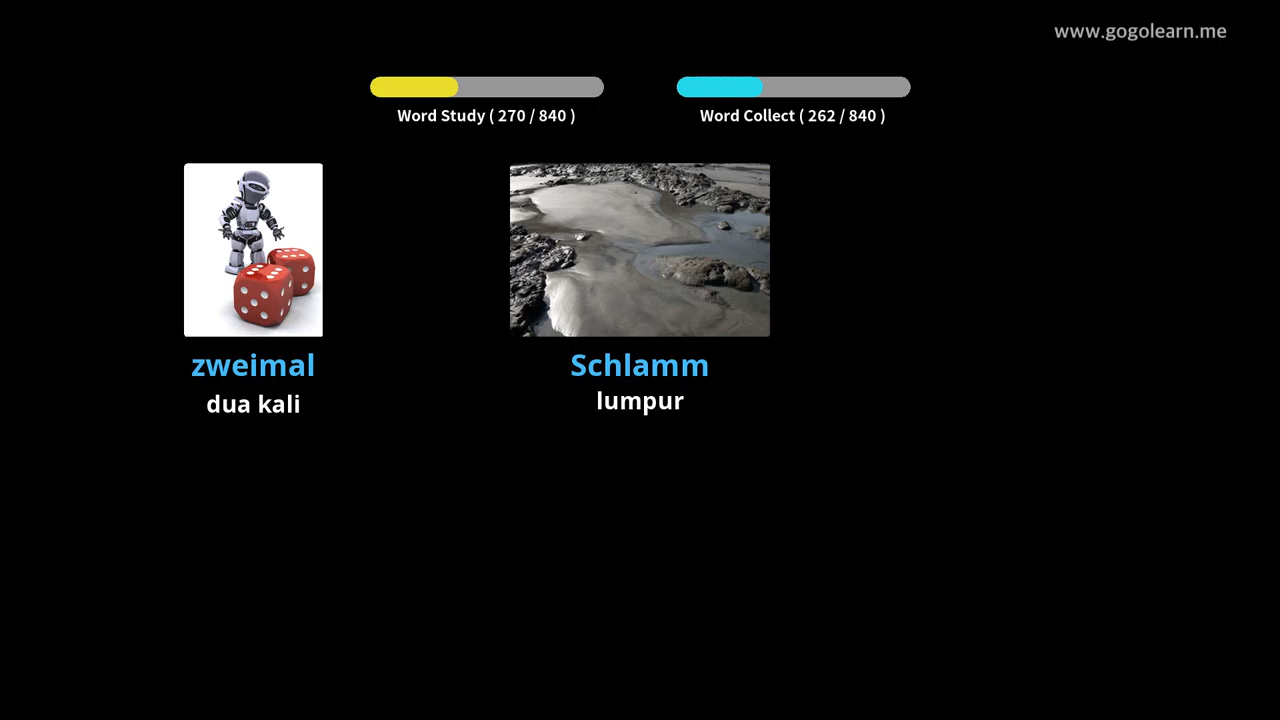 www.gogolearn.me
Word Study ( 270 / 840 )
Word Collect ( 262 / 840 )
zweimal
dua kali
Schlamm
lumpur